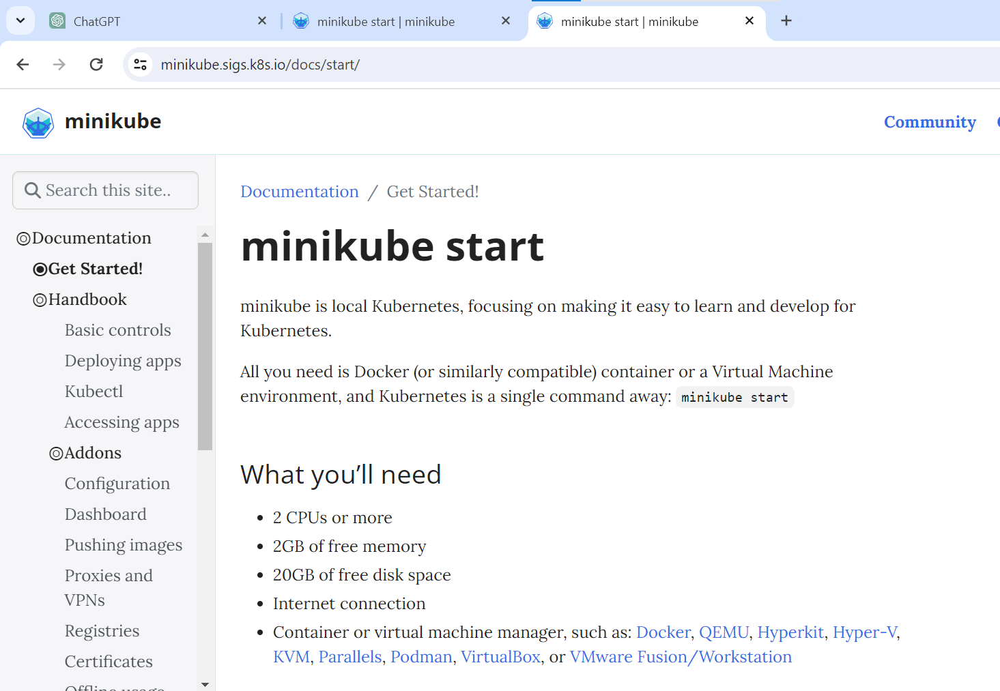 ChatGPT
minikube start | minikube
minikube start | minikube
minikube.sigs.k8s.io/docs/start/
minikube
Community
Search this site..
Documentation
Get Started!
Handbook
Basic controls
Deploying apps
Kubectl
Accessing apps
Addons
Configuration
Dashboard
Pushing images
Proxies and
VPNs
Registries
Certificates
Offline usage
Documentation / Get Started!
minikube start
minikube is local Kubernetes, focusing on making it easy to learn and develop for
Kubernetes.
All you need is Docker (or similarly compatible) container or a Virtual Machine
environment, and Kubernetes is a single command away: minikube start
What you’ll need
• 2 CPUs or more
• 2GB of free memory
• 20GB of free disk space
• Internet connection
• Container or virtual machine manager, such as: Docker, QEMU, Hyperkit, Hyper-V,
KVM, Parallels, Podman, VirtualBox, or VMware Fusion/Workstation